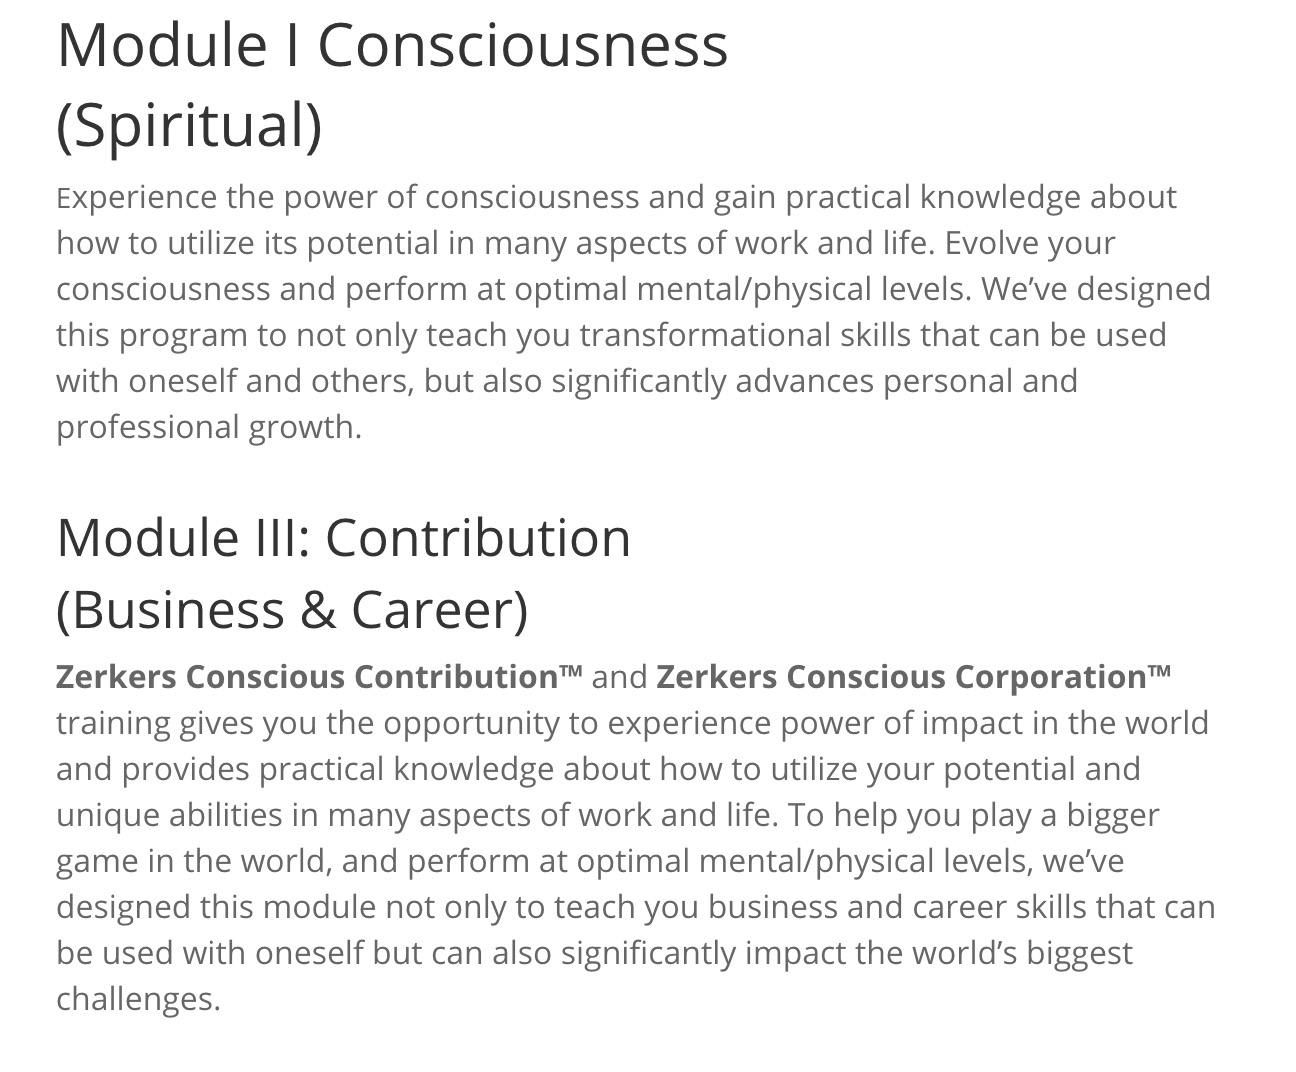 Module I Consciousness
(Spiritual)
Experience the power of consciousness and gain practical knowledge about
how to utilize its potential in many aspects of work and life. Evolve your
consciousness and perform at optimal mental/physical levels. We’ve designed
this program to not only teach you transformational skills that can be used
with oneself and others, but also significantly advances personal and
professional growth.
Module III: Contribution
(Business & Career)
Zerkers Conscious Contribution™ and Zerkers Conscious Corporation™
training gives you the opportunity to experience power of impact in the world
and provides practical knowledge about how to utilize your potential and
unique abilities in many aspects of work and life. To help you play a bigger
game in the world, and perform at optimal mental/physical levels, we’ve
designed this module not only to teach you business and career skills that can
be used with oneself but can also significantly impact the world’s biggest
challenges.